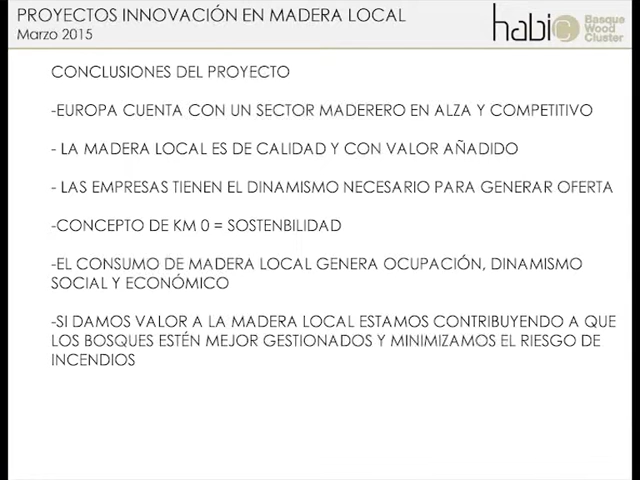 PROYECTOS INNOVACIÓN EN MADERA LOCAL
Marzo 2015
habic
Basque
Wood
Cluster
CONCLUSIONES DEL PROYECTO
-EUROPA CUENTA CON UN SECTOR MADERERO EN ALZA Y COMPETITIVO
- LA MADERA LOCAL ES DE CALIDAD Y CON VALOR AÑADIDO
- LAS EMPRESAS TIENEN EL DINAMISMO NECESARIO PARA GENERAR OFERTA
-CONCEPTO DE KM 0 = SOSTENBILIDAD
-EL CONSUMO DE MADERA LOCAL GENERA OCUPACIÓN, DINAMISMO
SOCIAL Y ECONÓMICO
-SI DAMOS VALOR A LA MADERA LOCAL ESTAMOS CONTRIBUYENDO A QUE
LOS BOSQUES ESTÉN MEJOR GESTIONADOS Y MINIMIZAMOS EL RIESGO DE
INCENDIOS